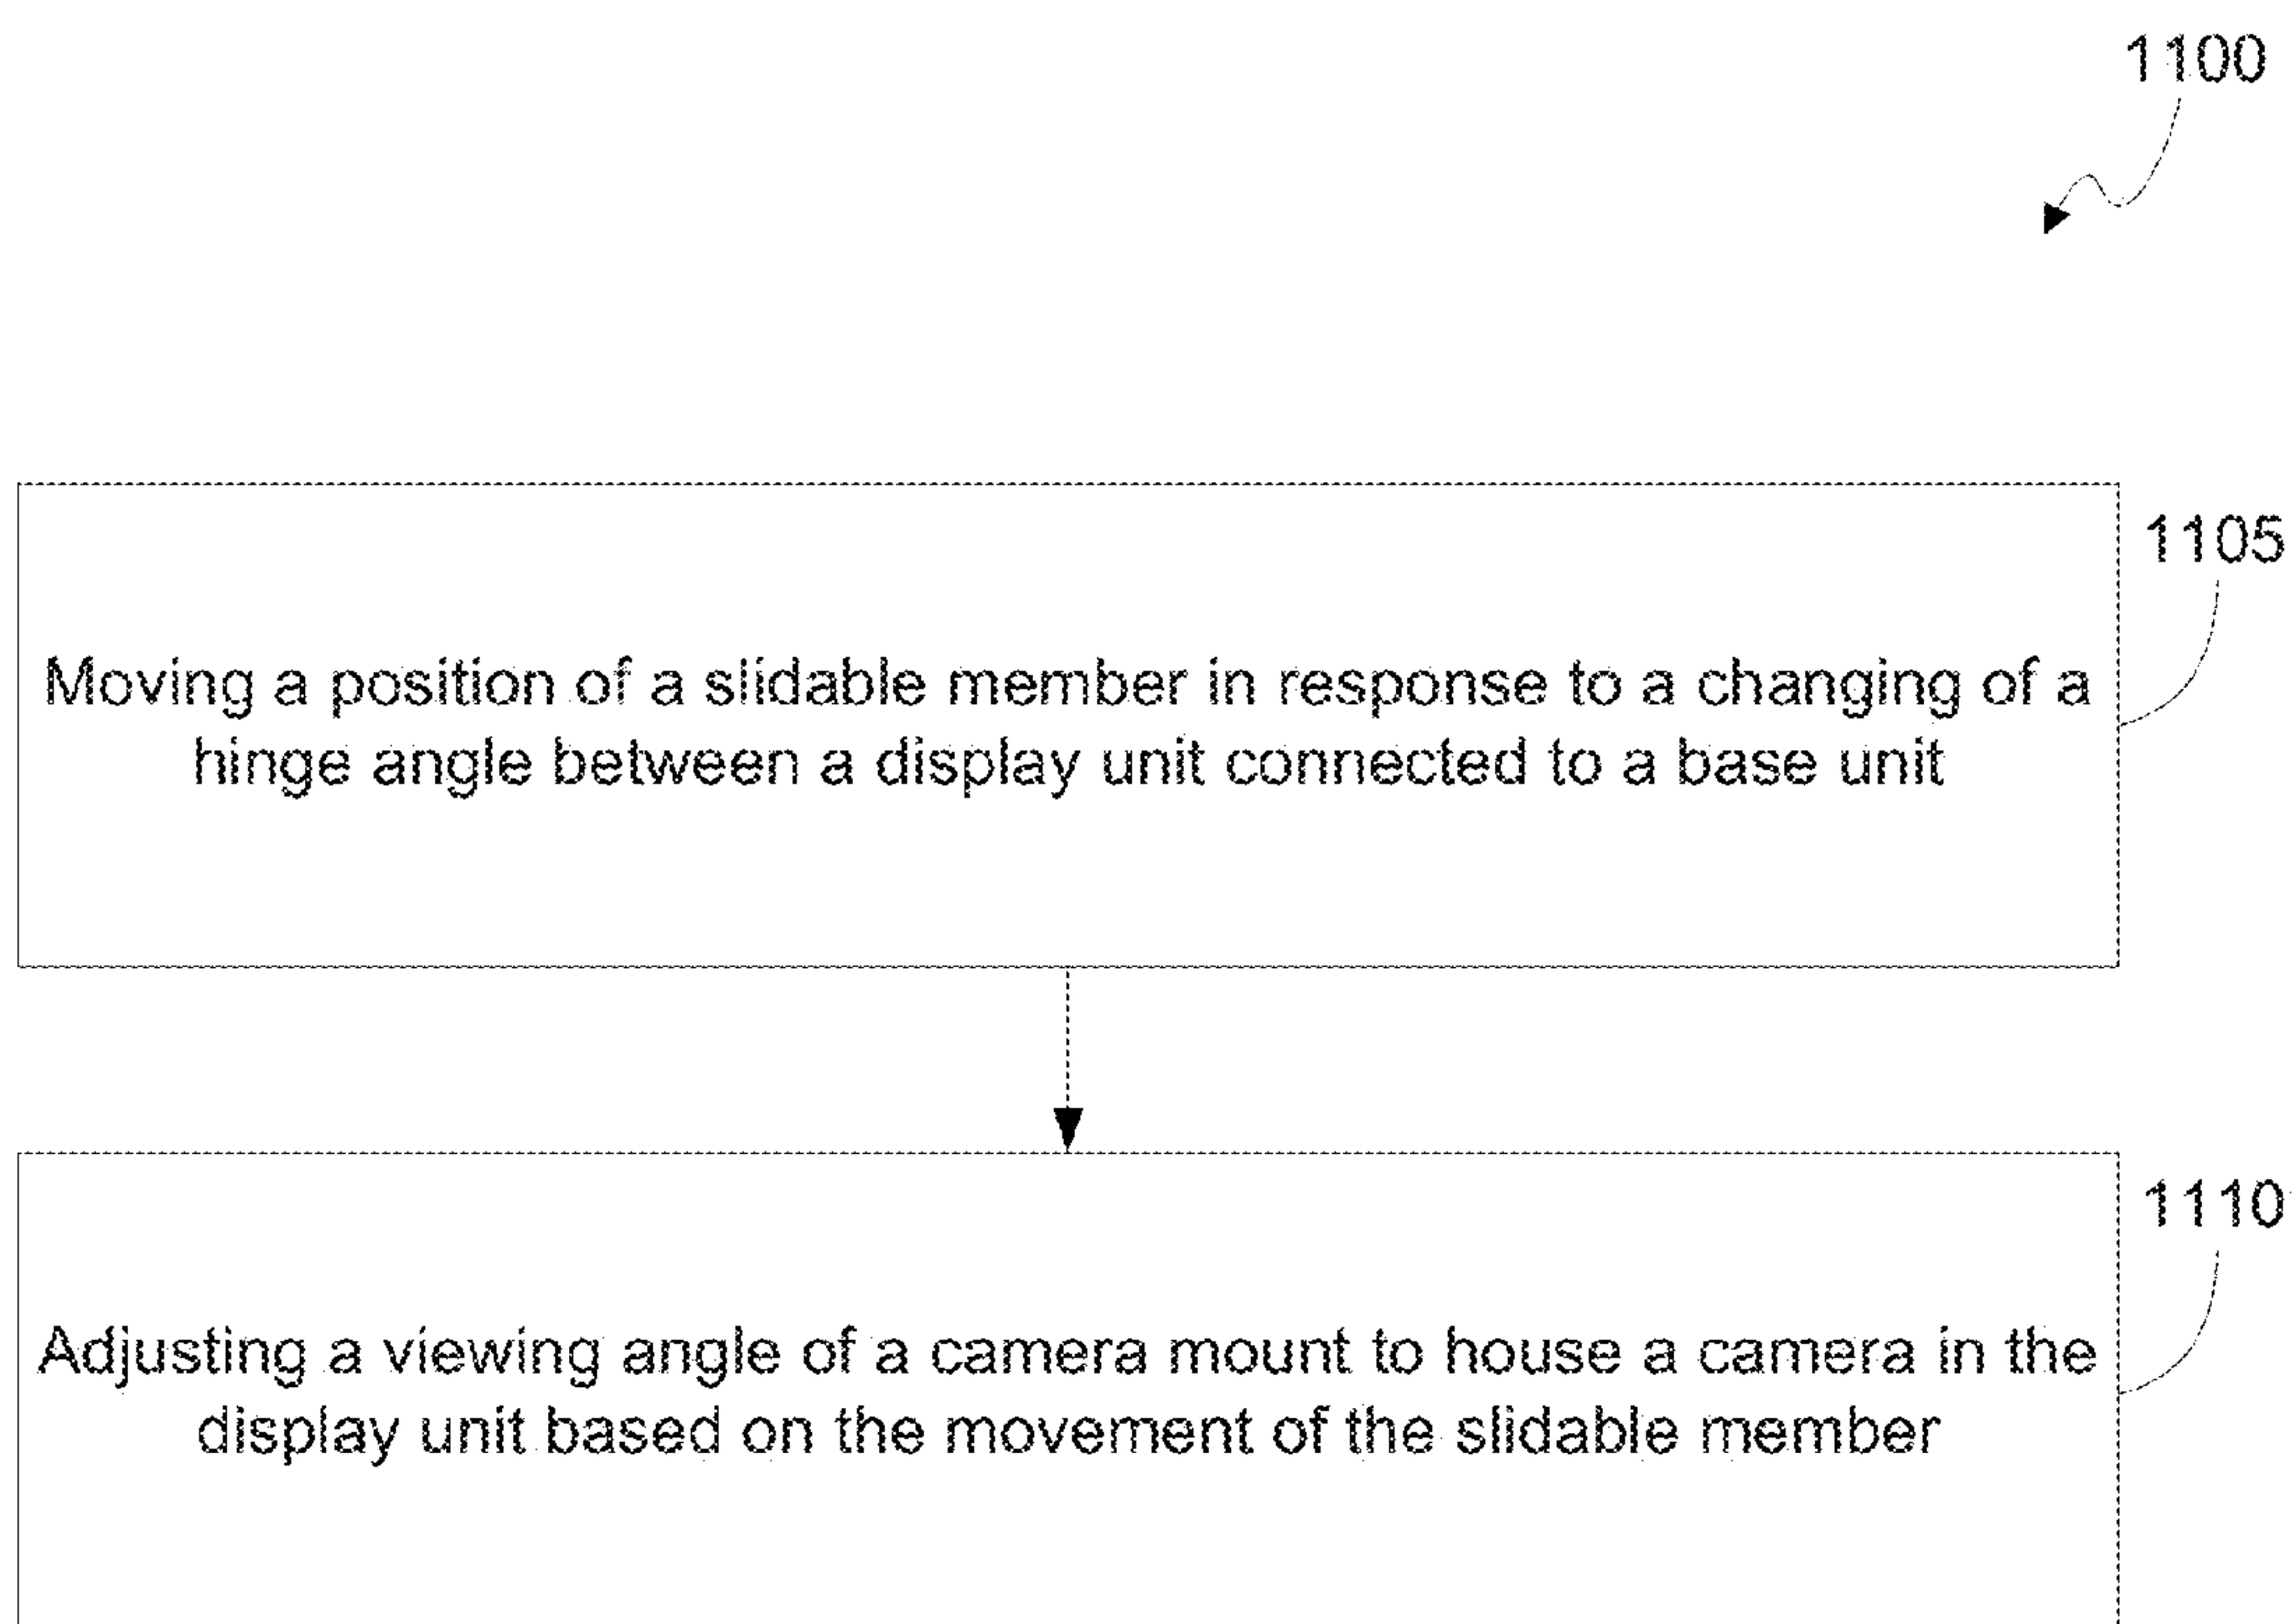 1100
1105
Moving a position of a slidable member in response to a changing of a
hinge angle between a display unit connected to a base unit
1110
Adjusting a viewing angle of a camera mount to house a camera in the
display unit based on the movement of the slidable member